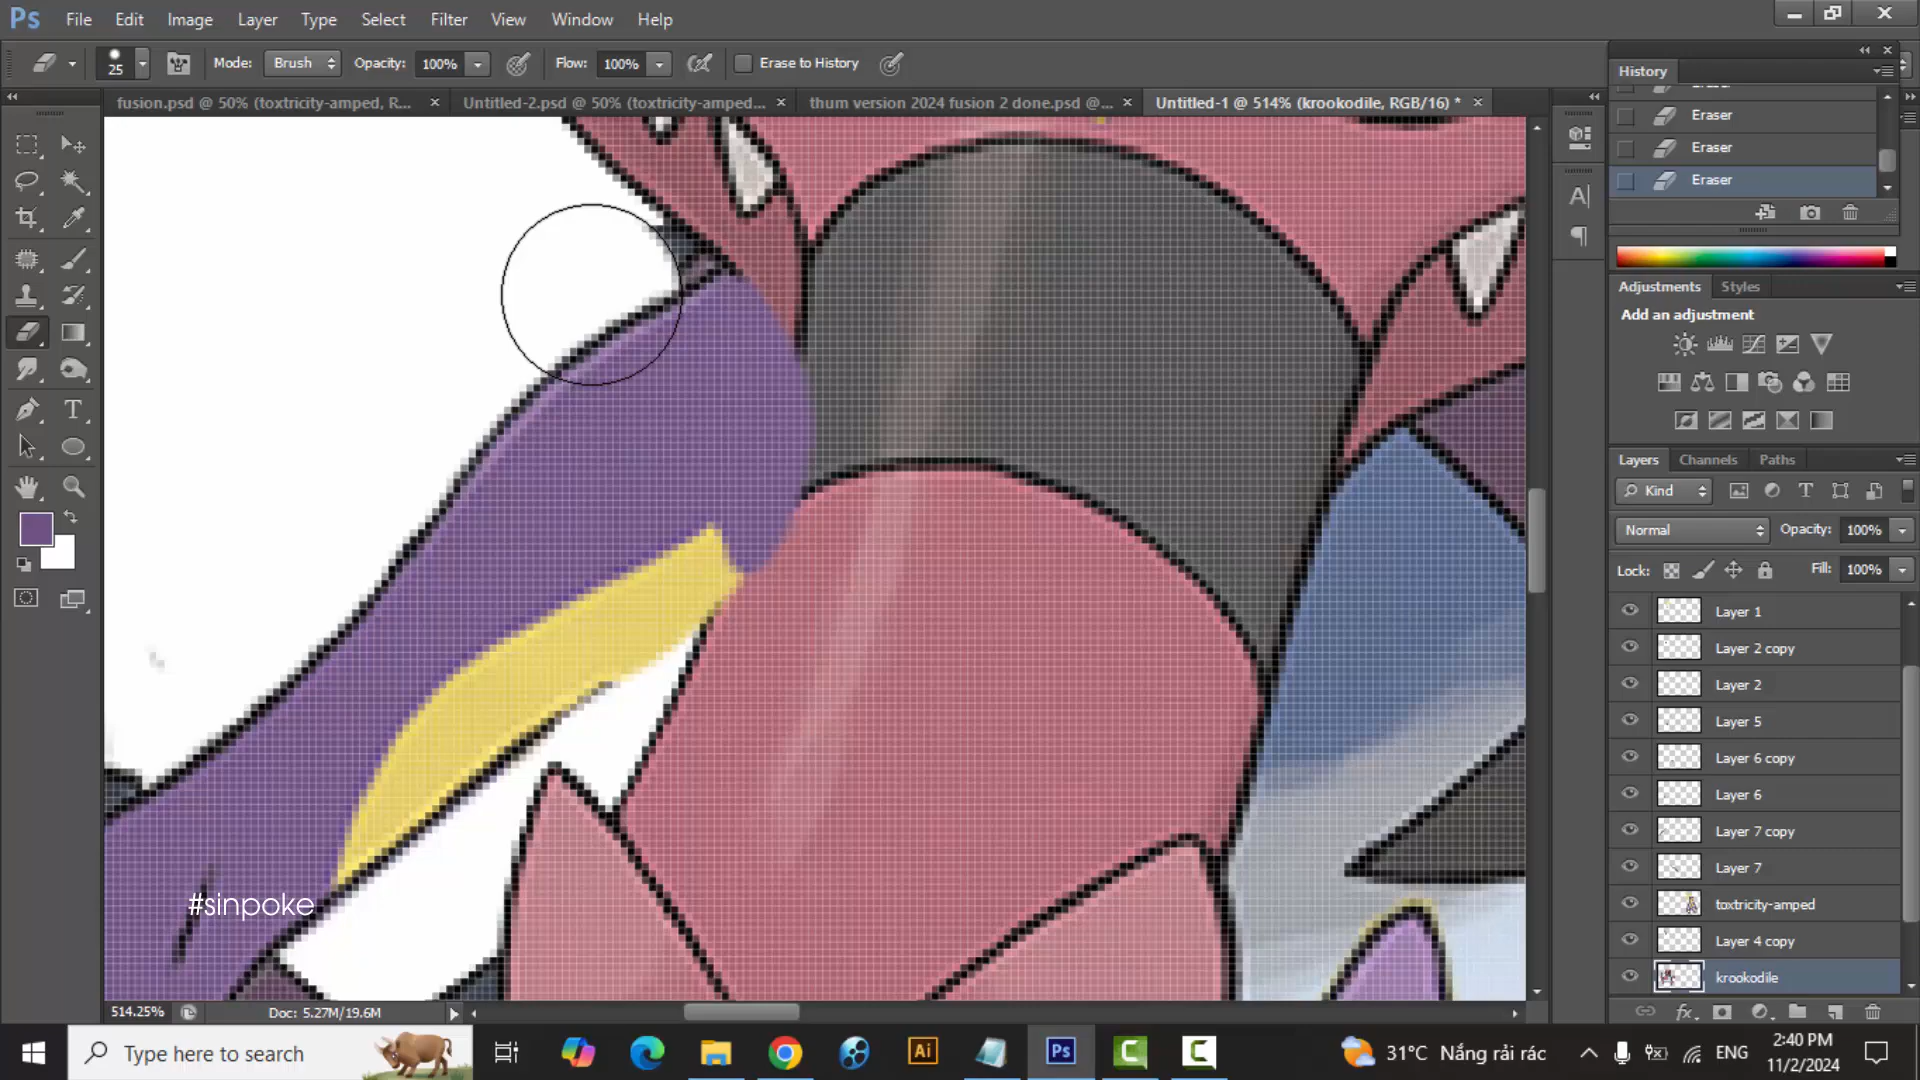 Ps File Edit Image Layer Type Select Filter View Window Help
25 Mode: Brush Opacity: 100% Flow: 100% Erase to History
fusion.psd @ 50% (toxtricity-amped, R... Untitled-2.psd @ 50% (toxtricity-amped... thum version 2024 fusion 2 done.psd @... Untitled-1 @ 514% (krookodile, RGB/16) *
History
Eraser
Eraser
Eraser
Eraser
Adjustments Styles
Add an adjustment
Layers Channels Paths
Kind
Normal Opacity: 100%
Lock: Fill: 100%
Layer 1
Layer 2 copy
Layer 2
Layer 5
Layer 6 copy
Layer 6
Layer 7 copy
Layer 7
toxtricity-amped
Layer 4 copy
krookodile
#sinpoke
514.25% Doc: 5.27M/19.6M
Type here to search Ai Ps 31°C Nắng rải rác ENG 2:40 PM
11/2/2024